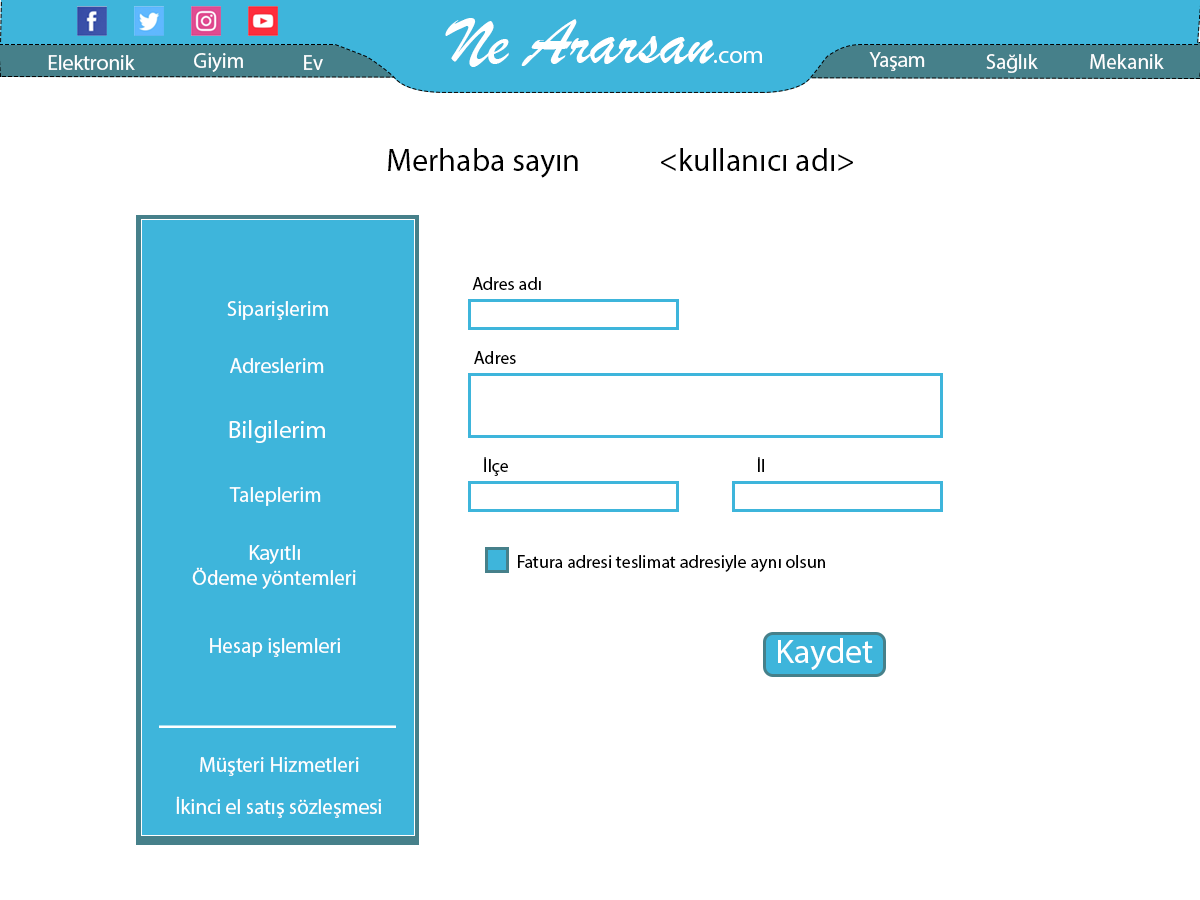 Ne Ararsan.com
Elektronik
Giyim
Ev
Yaşam
Sağlık
Mekanik
Merhaba sayın <kullanıcı adı>
Siparişlerim
Adreslerim
Bilgilerim
Taleplerim
Kayıtlı
Ödeme yöntemleri
Hesap işlemleri
Müşteri Hizmetleri
İkinci el satış sözleşmesi
Adres adı
Adres
İlçe
İl
Fatura adresi teslimat adresiyle aynı olsun
Kaydet